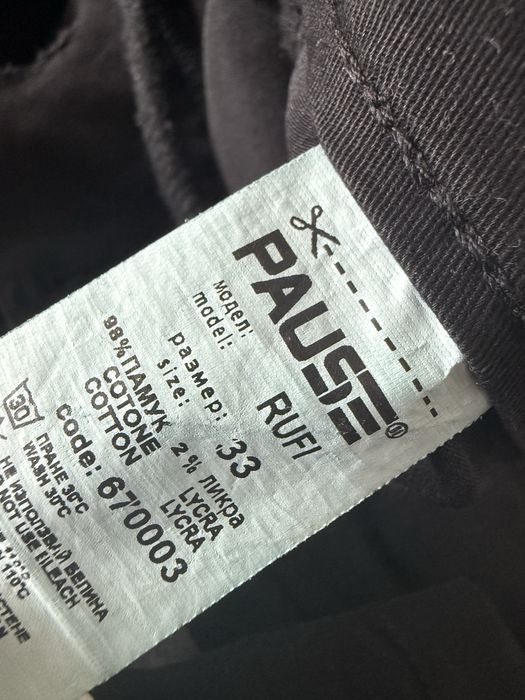 PAUSE®
модел:
model: RUFI
размер:
size: 33
98% ПАМУК 2% ликра
COTONE LYCRA
COTTON LYCRA
code: 670003
30
ПРАНЕ 30°C
WASH 30°C
НЕ ИЗПОЛЗВАЙ БЕЛИНА
NOT USE BLEACH
110°C